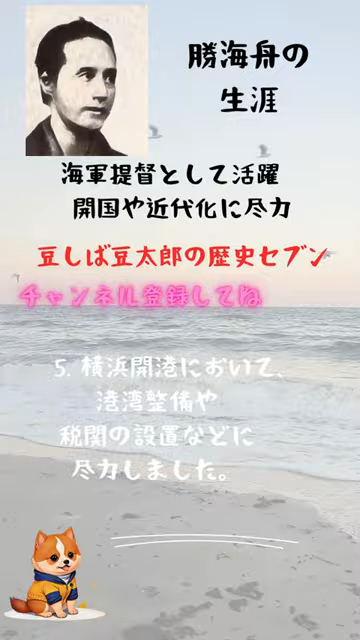 勝海舟の
生涯
海軍提督として活躍
開国や近代化に尽力
豆しば豆太郎の歴史セブン
チャンネル登録してね
5. 横浜開港において、
港湾整備や
税関の設置などに
尽力しました。